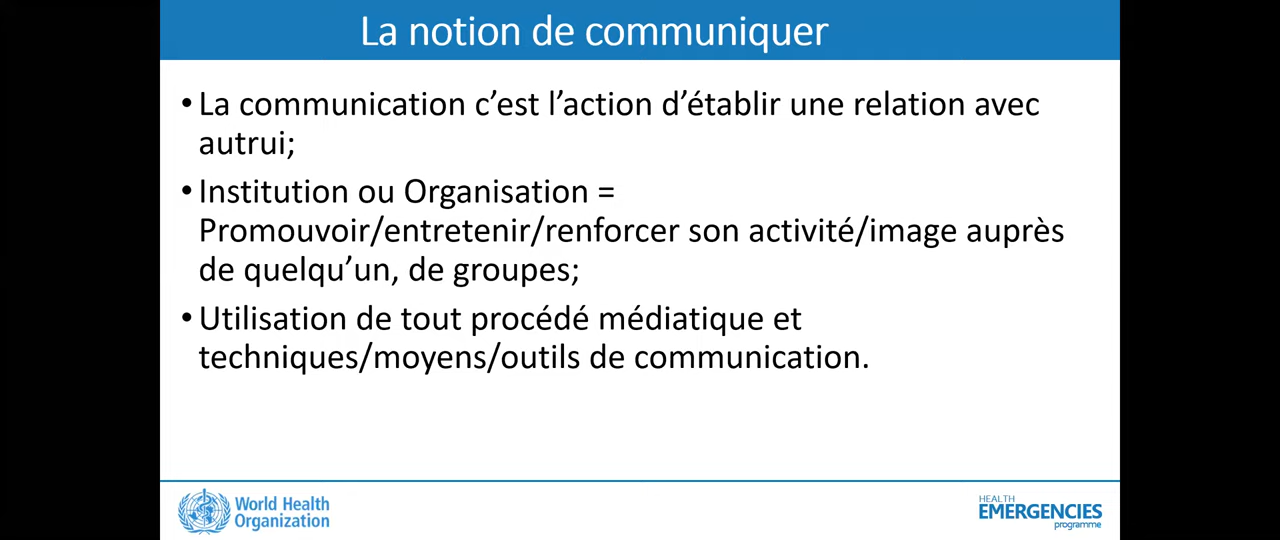 La notion de communiquer
• La communication c’est l’action d’établir une relation avec
autrui;
• Institution ou Organisation =
Promouvoir/entretenir/renforcer son activité/image auprès
de quelqu’un, de groupes;
• Utilisation de tout procédé médiatique et
techniques/moyens/outils de communication.
World Health
Organization
HEALTH
EMERGENCIES
programme